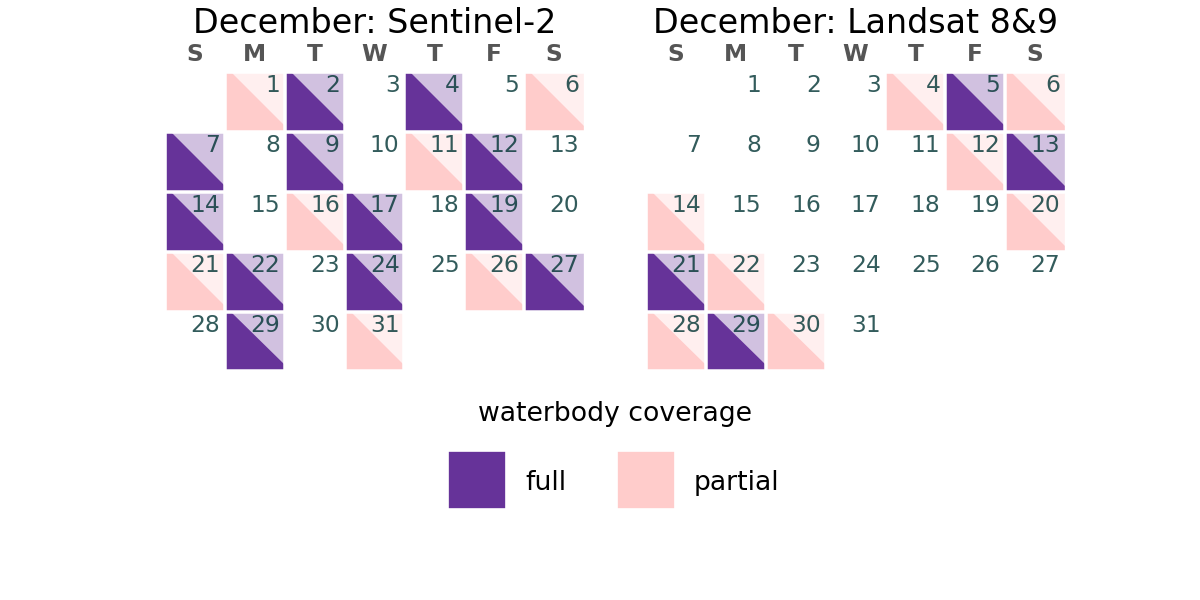 December: Sentinel-2
S M T W T F S
1 2 3 4 5 6
7 8 9 10 11 12 13
14 15 16 17 18 19 20
21 22 23 24 25 26 27
28 29 30 31
December: Landsat 8&9
S M T W T F S
1 2 3 4 5 6
7 8 9 10 11 12 13
14 15 16 17 18 19 20
21 22 23 24 25 26 27
28 29 30 31
waterbody coverage
full partial